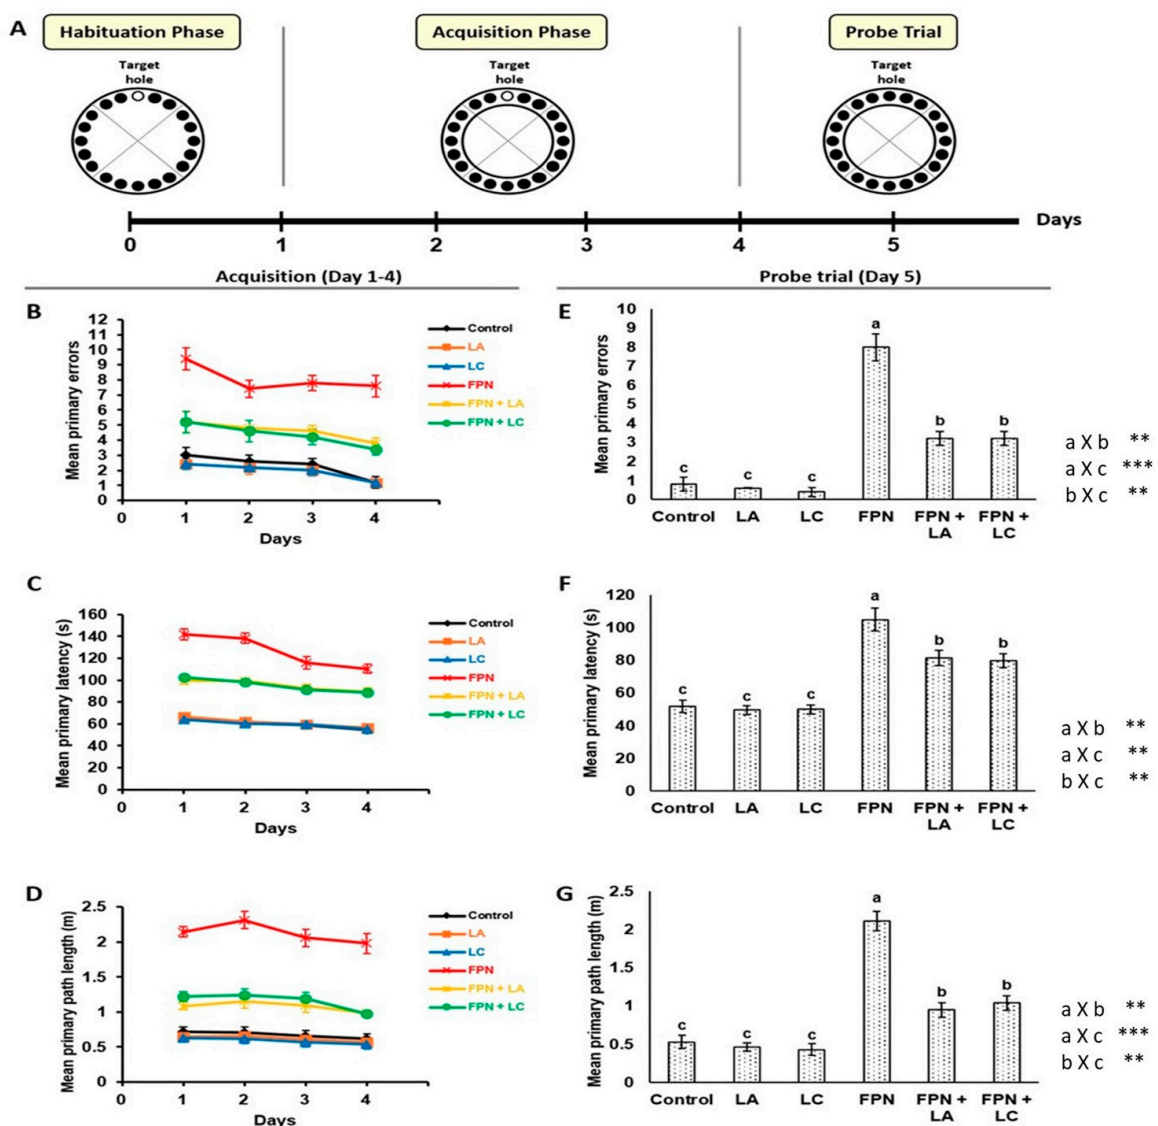 A
Habituation Phase
Acquisition Phase
Probe Trial
Target
hole
Target
hole
Target
hole
0
1
2
3
4
5
Days
Acquisition (Day 1-4)
Probe trial (Day 5)
B
Mean primary errors
12
11
10
9
8
7
6
5
4
3
2
1
0
0
1
2
3
4
Days
Control
LA
LC
FPN
FPN + LA
FPN + LC
E
Mean primary errors
10
9
8
7
6
5
4
3
2
1
0
c
c
c
a
b
b
Control
LA
LC
FPN
FPN +
LA
FPN +
LC
a X b **
a X c ***
b X c **
C
Mean primary latency (s)
160
140
120
100
80
60
40
20
0
0
1
2
3
4
Days
Control
LA
LC
FPN
FPN + LA
FPN + LC
F
Mean primary latency (s)
120
100
80
60
40
20
0
c
c
c
a
b
b
Control
LA
LC
FPN
FPN +
LA
FPN +
LC
a X b **
a X c **
b X c **
D
Mean primary path length (m)
2.5
2
1.5
1
0.5
0
0
1
2
3
4
Days
Control
LA
LC
FPN
FPN + LA
FPN + LC
G
Mean primary path length (m)
2.5
2
1.5
1
0.5
0
c
c
c
a
b
b
Control
LA
LC
FPN
FPN +
LA
FPN +
LC
a X b **
a X c ***
b X c **